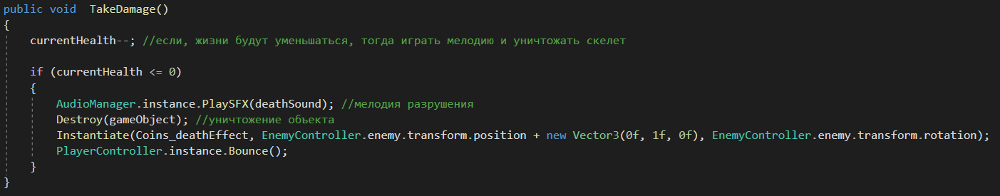 public void  TakeDamage()
{
currentHealth--; //если, жизни будут уменьшаться, тогда играть мелодию и уничтожать скелет
if (currentHealth <= 0)
{
AudioManager.instance.PlaySFX(deathSound); //мелодия разрушения
Destroy(gameObject); //уничтожение объекта
Instantiate(Coins_deathEffect, EnemyController.enemy.transform.position + new Vector3(0f, 1f, 0f), EnemyController.enemy.transform.rotation);
PlayerController.instance.Bounce();
}
}